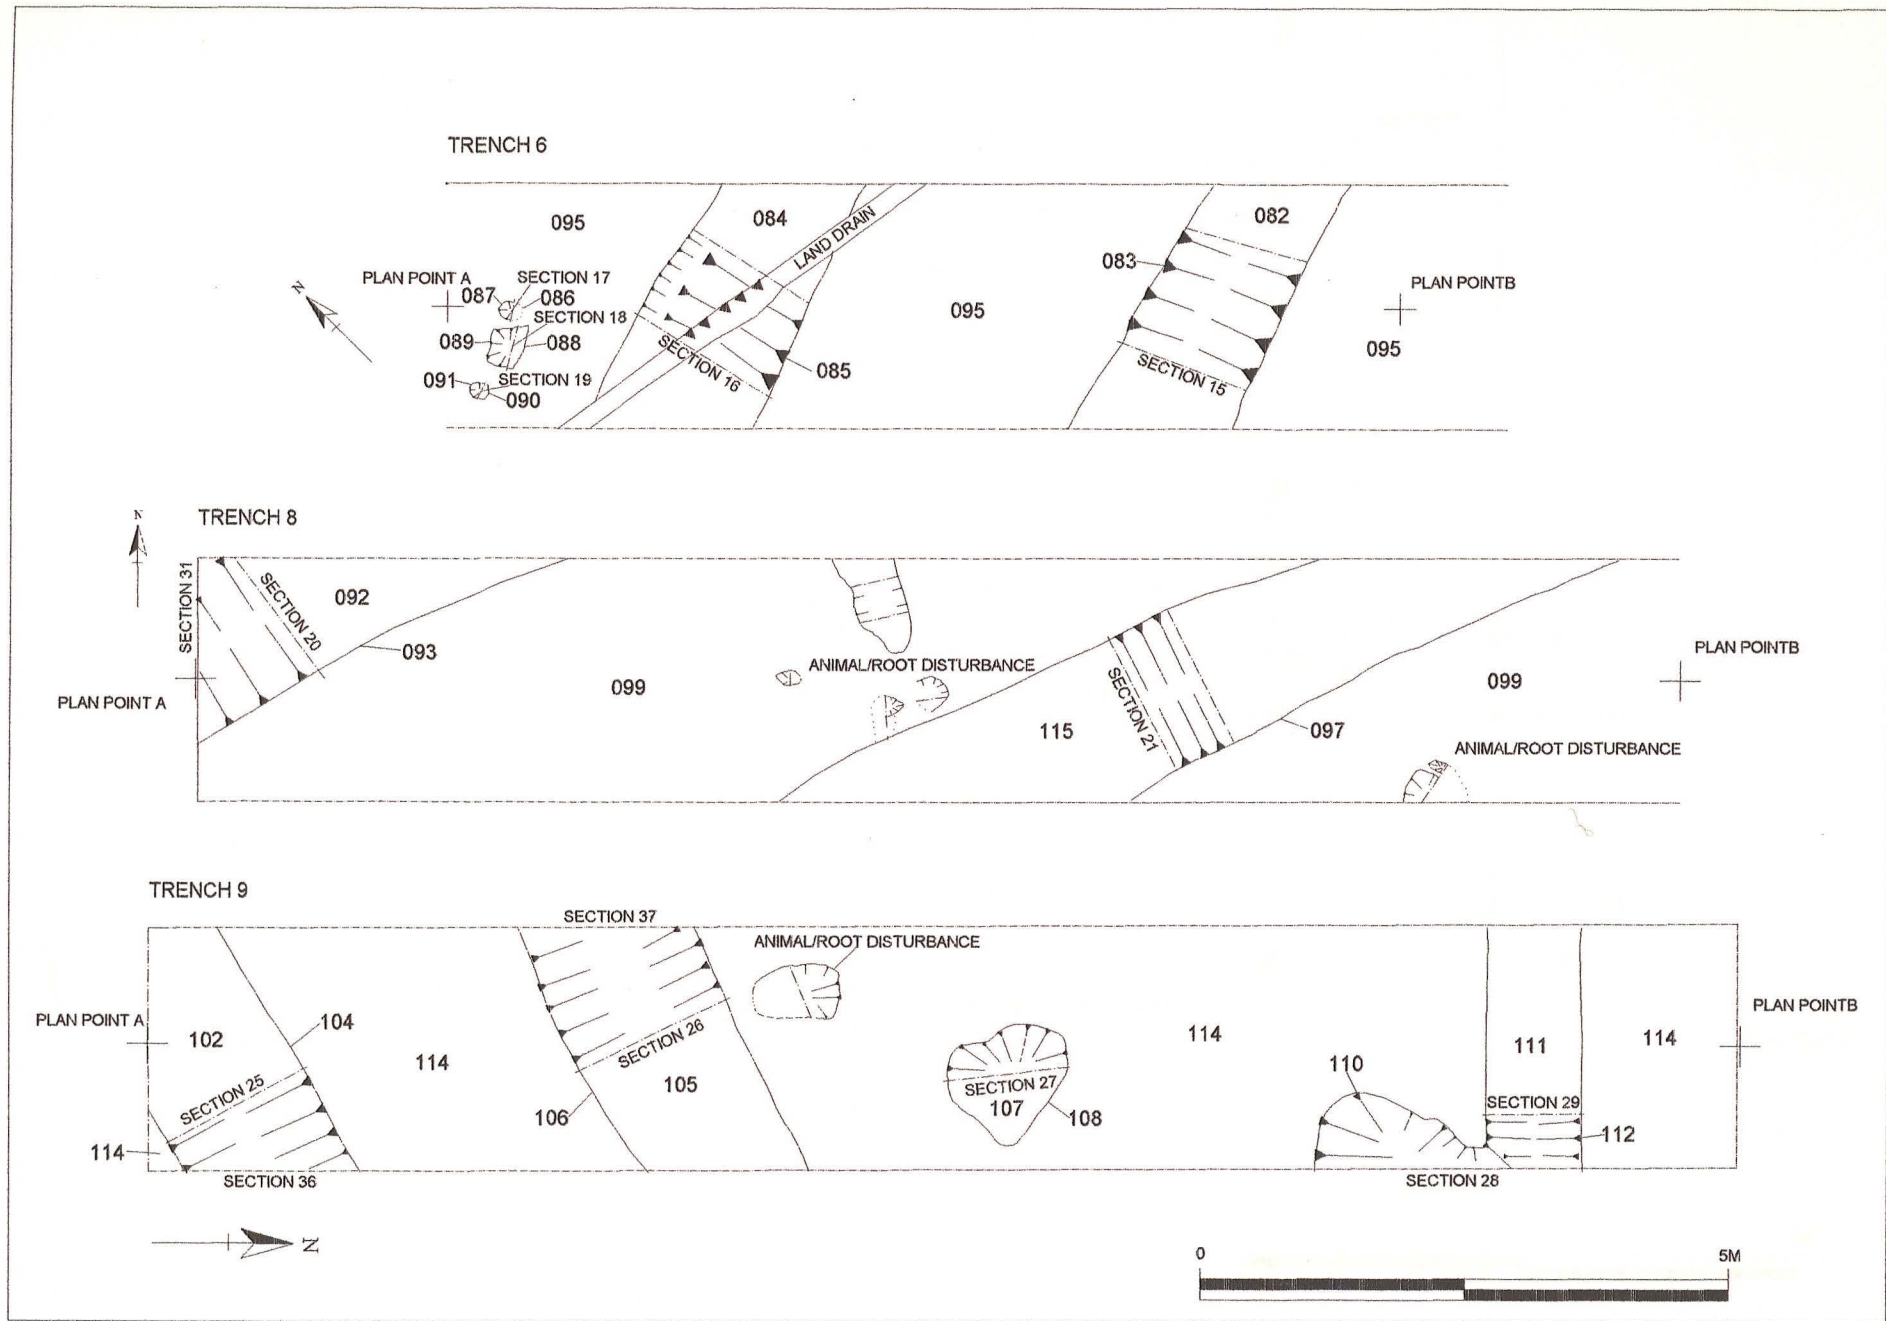 TRENCH 6
095
084
LAND DRAIN
082
083
PLAN POINT A
SECTION 17
087
086
SECTION 18
089
088
SECTION 19
091
090
SECTION 16
085
095
SECTION 15
PLAN POINTB
095
N
N
TRENCH 8
SECTION 31
SECTION 20
092
093
PLAN POINT A
099
ANIMAL/ROOT DISTURBANCE
115
SECTION 21
097
099
PLAN POINTB
ANIMAL/ROOT DISTURBANCE
TRENCH 9
SECTION 37
ANIMAL/ROOT DISTURBANCE
PLAN POINT A
102
104
114
SECTION 25
114
SECTION 36
106
105
SECTION 26
SECTION 27
107
108
114
110
111
114
SECTION 29
112
SECTION 28
PLAN POINTB
N
0
5M